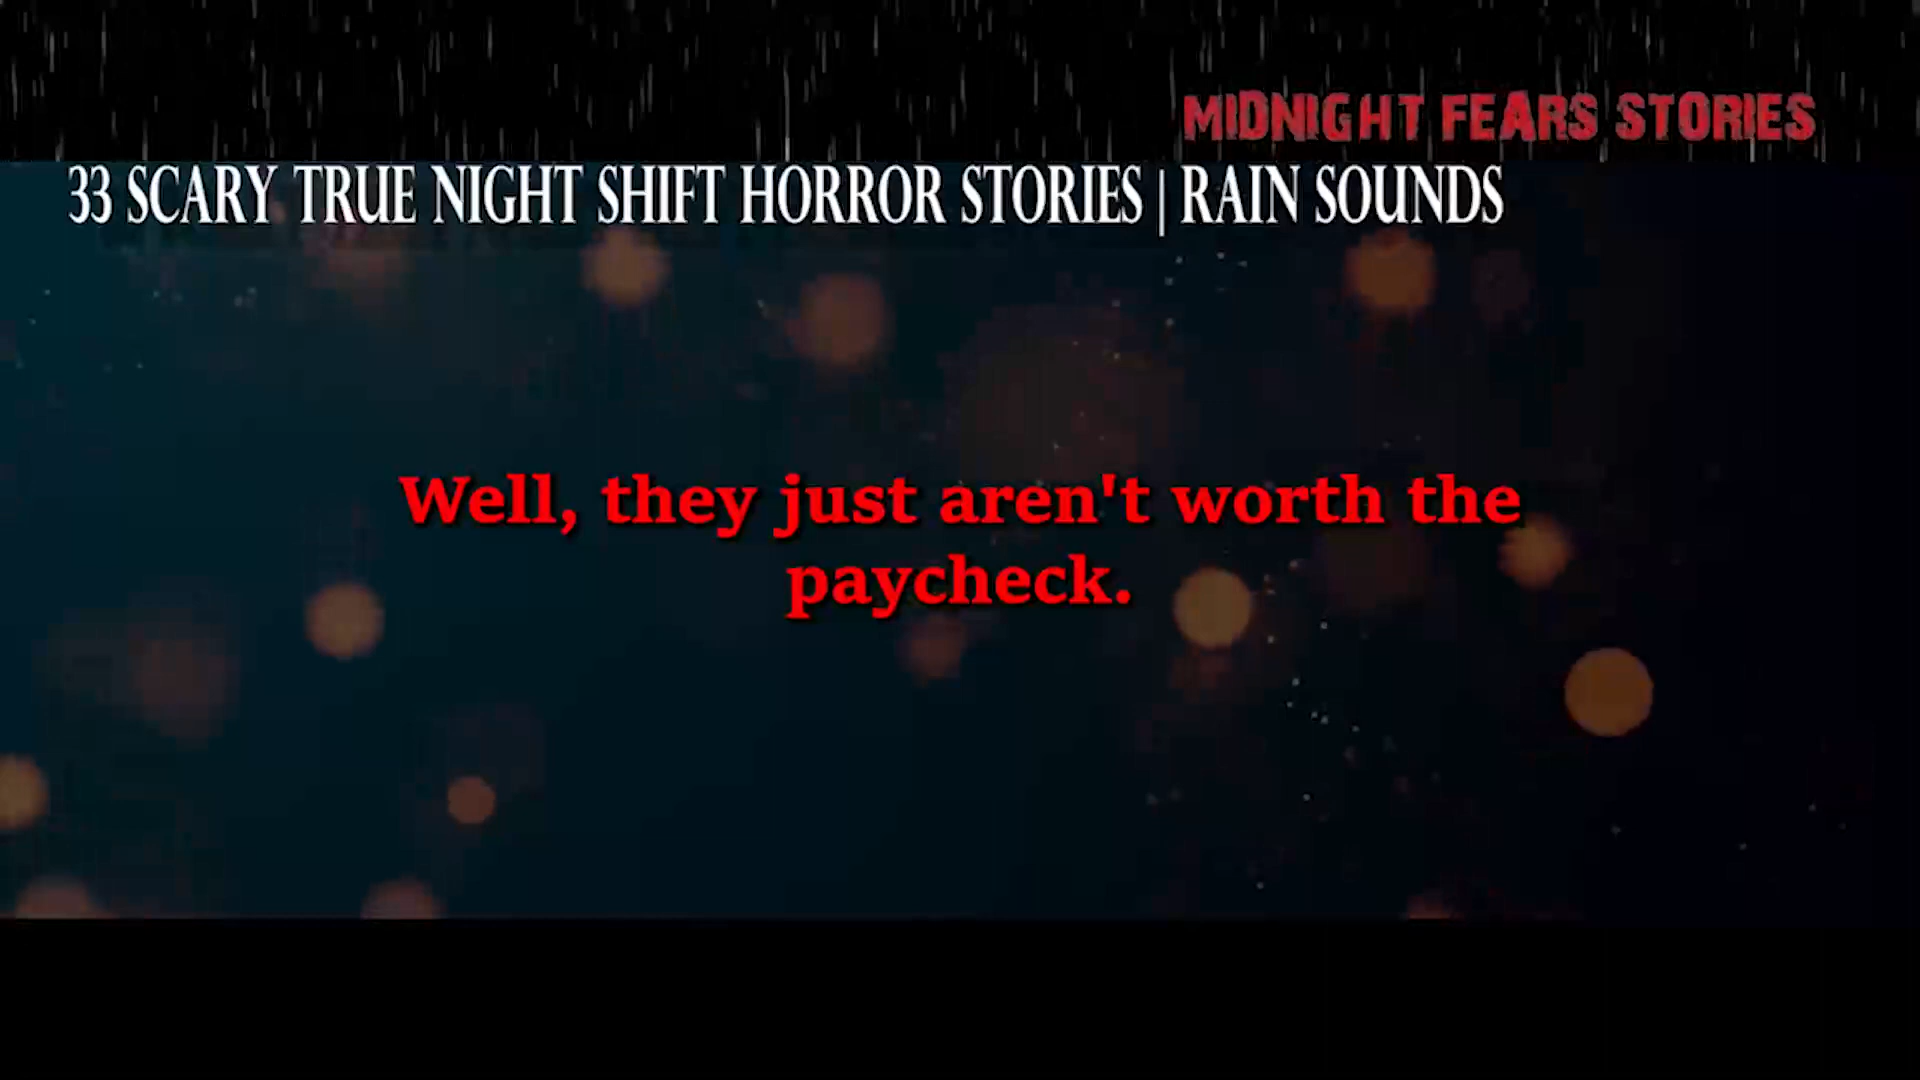 MIDNIGHT FEARS STORIES
33 SCARY TRUE NIGHT SHIFT HORROR STORIES | RAIN SOUNDS
Well, they just aren't worth the
paycheck.